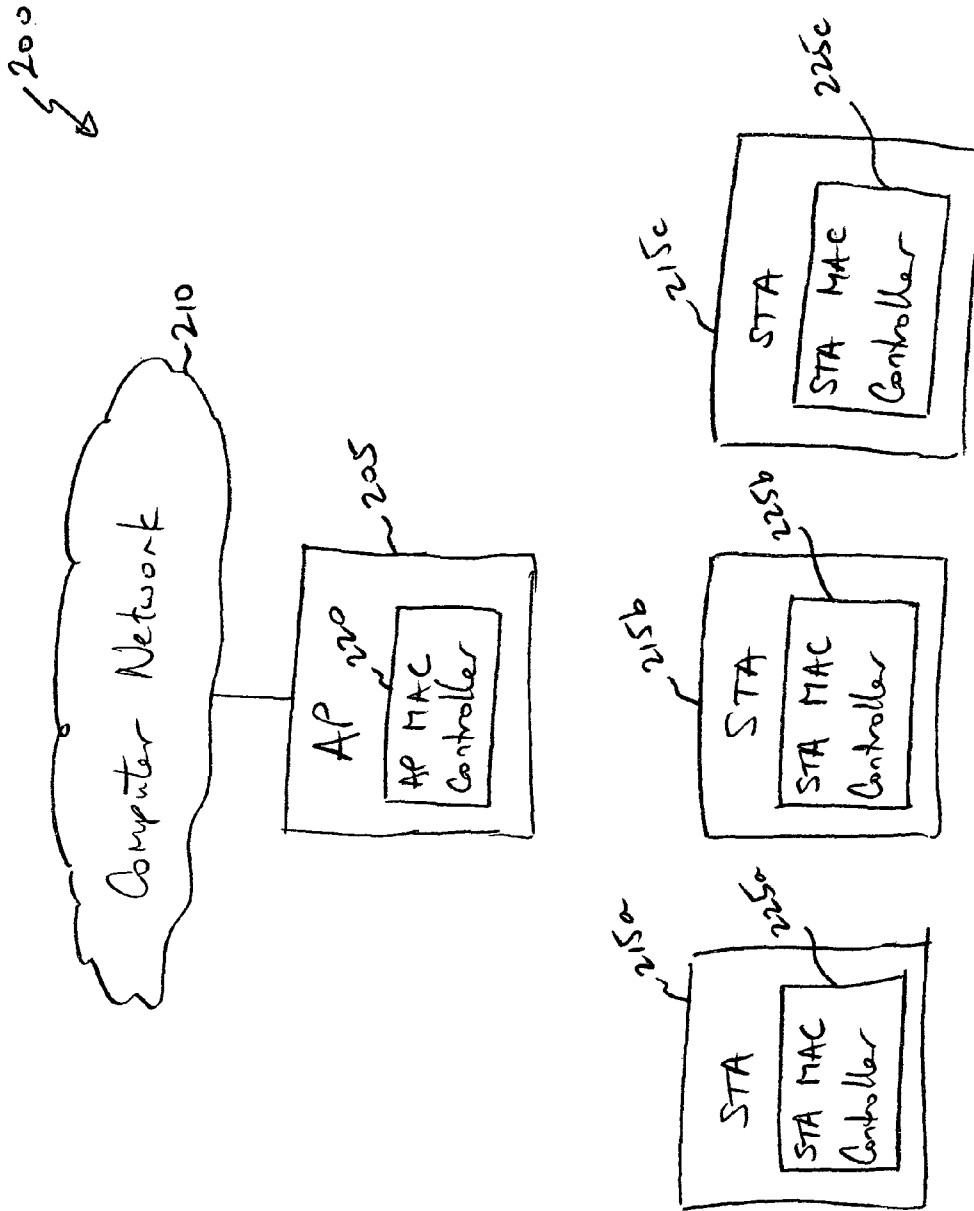 200
210
Computer Network
205
AP
220
AP MAC
Controller
215a
STA
225a
STA MAC
Controller
215b
STA
225b
STA MAC
Controller
215c
STA
225c
STA MAC
Controller